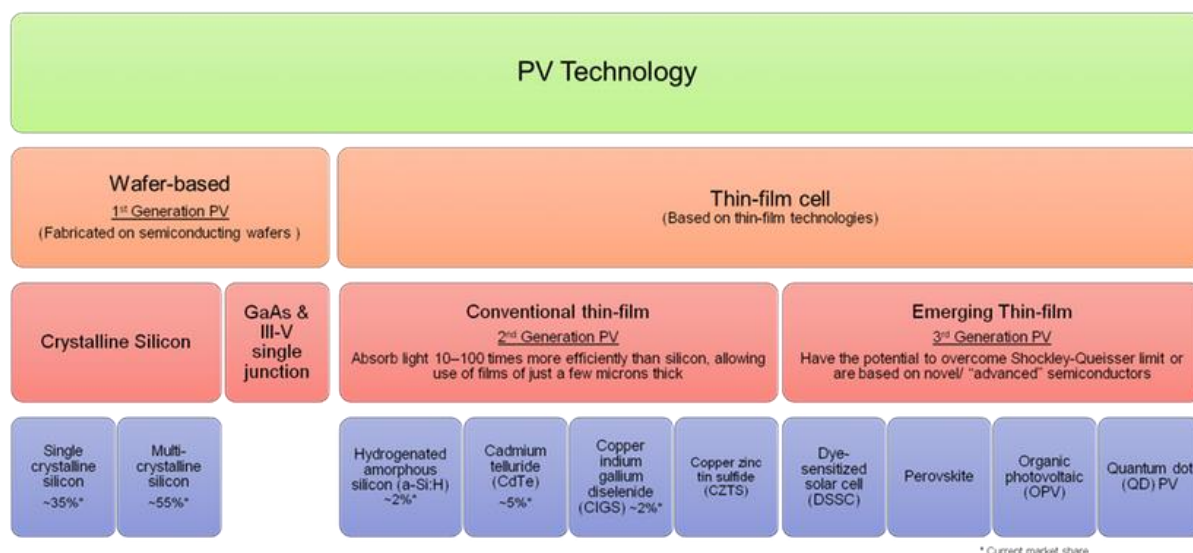 PV Technology
Wafer-based
1st Generation PV
(Fabricated on semiconducting wafers )
Thin-film cell
(Based on thin-film technologies)
Crystalline Silicon
GaAs &
III-V
single
junction
Conventional thin-film
2nd Generation PV
Absorb light 10–100 times more efficiently than silicon, allowing
use of films of just a few microns thick
Emerging Thin-film
3rd Generation PV
Have the potential to overcome Shockley-Queisser limit or
are based on novel/ “advanced” semiconductors
Single
crystalline
silicon
~35%*
Multi-
crystalline
silicon
~55%*
Hydrogenated
amorphous
silicon (a-Si:H)
~2%*
Cadmium
telluride
(CdTe)
~5%*
Copper
indium
gallium
diselenide
(CIGS) ~2%*
Copper zinc
tin sulfide
(CZTS)
Dye-
sensitized
solar cell
(DSSC)
Perovskite
Organic
photovoltaic
(OPV)
Quantum dot
(QD) PV
* Current market share